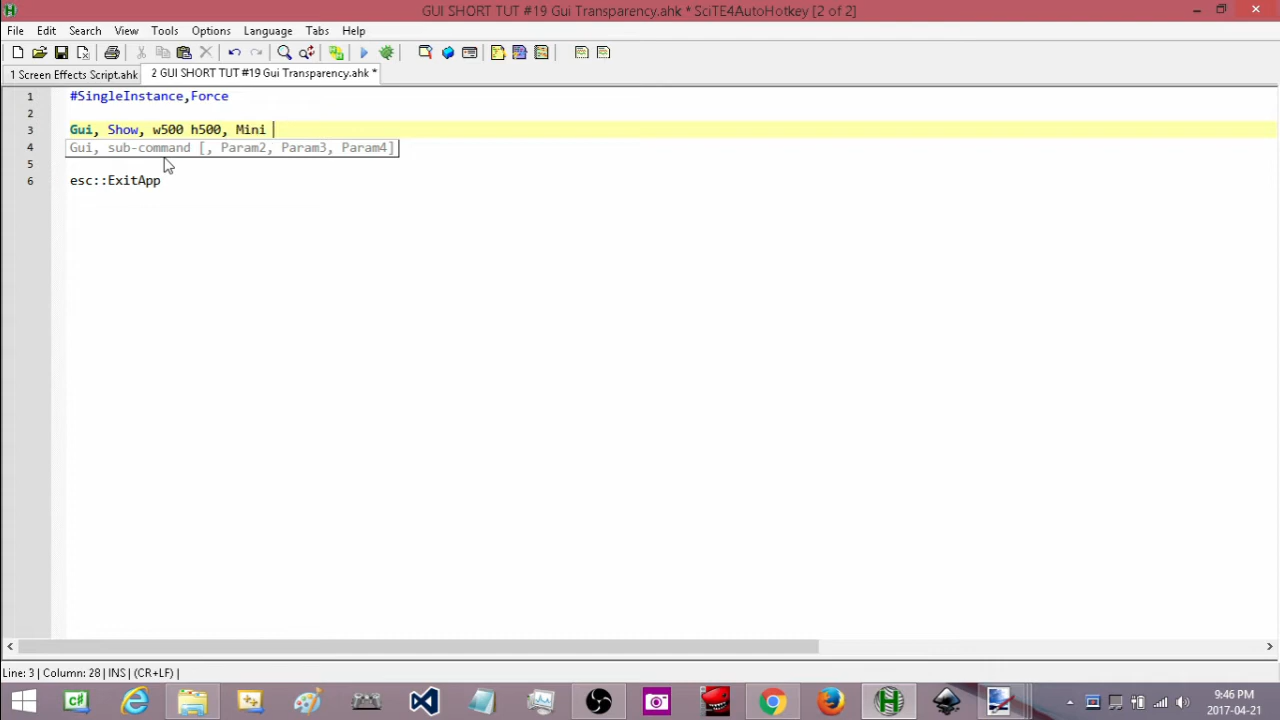 GUI SHORT TUT #19 Gui Transparency.ahk * SciTE4AutoHotkey [2 of 2]
File Edit Search View Tools Options Language Tabs Help
1 Screen Effects Script.ahk 2 GUI SHORT TUT #19 Gui Transparency.ahk *
1 #SingleInstance,Force
2
3 Gui, Show, w500 h500, Mini
4 Gui, sub-command [, Param2, Param3, Param4]
5
6 esc::ExitApp
Line: 3 | Column: 28 | INS | (CR+LF) |
9:46 PM
2017-04-21